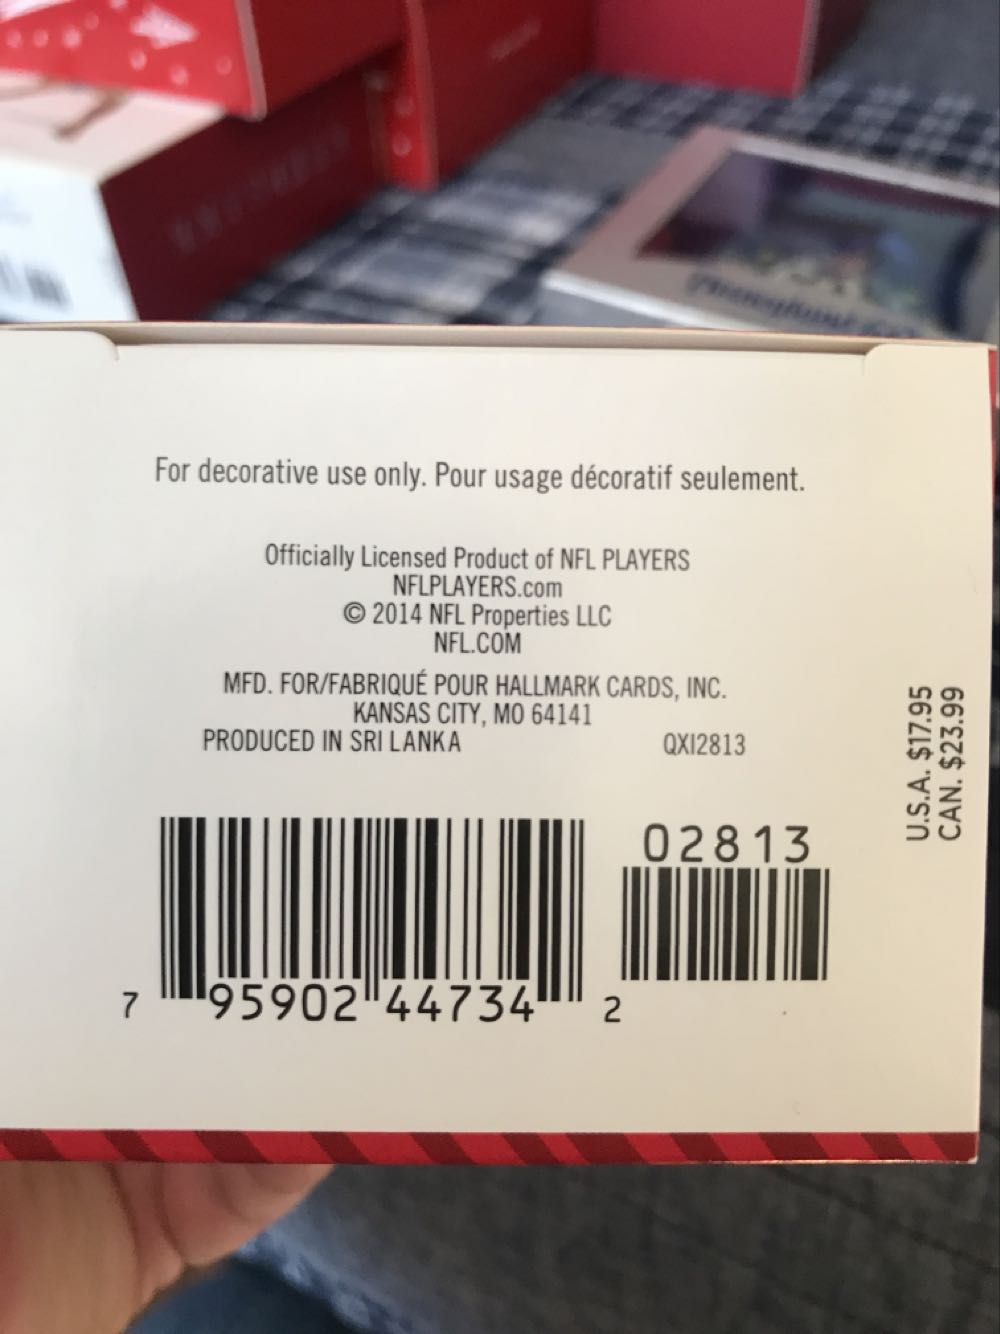 For decorative use only. Pour usage décoratif seulement.
Officially Licensed Product of NFL PLAYERS
NFLPLAYERS.com
© 2014 NFL Properties LLC
NFL.COM
MFD. FOR/FABRIQUÉ POUR HALLMARK CARDS, INC.
KANSAS CITY, MO 64141
PRODUCED IN SRI LANKA QXI2813
U.S.A. $17.95
CAN. $23.99
02813
7 95902 44734 2